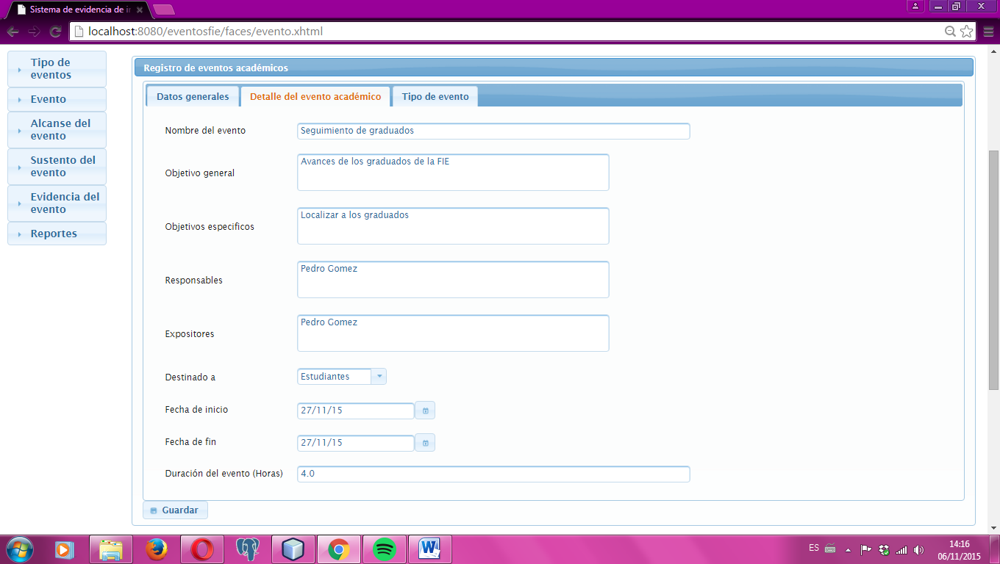 Sistema de evidencia de i
localhost:8080/eventosfie/faces/evento.xhtml
Tipo de
eventos
Evento
Alcanse del
evento
Sustento del
evento
Evidencia del
evento
Reportes
Registro de eventos académicos
Datos generales
Detalle del evento académico
Tipo de evento
Nombre del evento
Seguimiento de graduados
Objetivo general
Avances de los graduados de la FIE
Objetivos especificos
Localizar a los graduados
Responsables
Pedro Gomez
Expositores
Pedro Gomez
Destinado a
Estudiantes
Fecha de inicio
27/11/15
Fecha de fin
27/11/15
Duración del evento (Horas)
4.0
Guardar
ES
14:16
06/11/2015